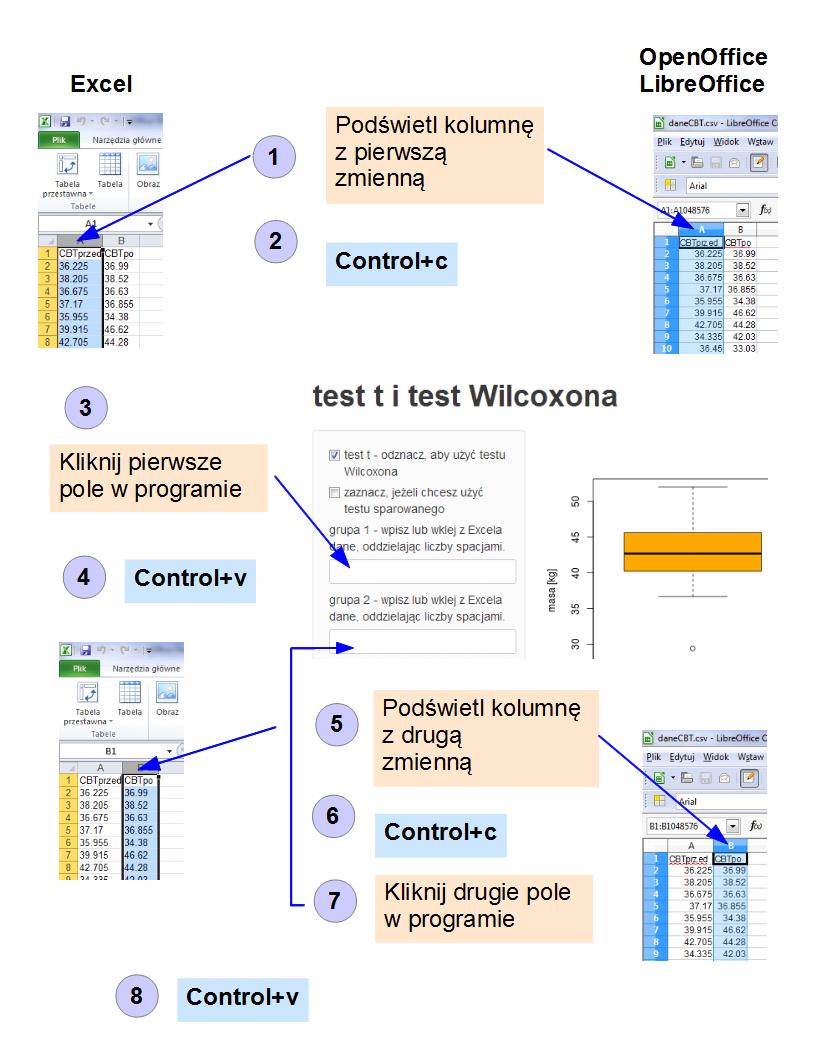 Excel
OpenOffice
LibreOffice
Plik
Narzędzia główne
Tabela
przestawna
Tabela
Obraz
Tabele
A1
A B
1 CBTprzed CBTpo
2 36.225 36.99
3 38.205 38.52
4 36.675 36.63
5 37.17 36.855
6 35.955 34.38
7 39.915 46.62
8 42.705 44.28
1
Podświetl kolumnę
z pierwszą
zmienną
2
Control+c
daneCBT.csv - LibreOffice C
Plik Edytuj Widok Wstaw
Arial
A1:A1048576
f(x)
A B
1 CBTprz.ed CBTpo
2 36.225 36.99
3 38.205 38.52
4 36.675 36.63
5 37.17 36.855
6 35.955 34.38
7 39.915 46.62
8 42.705 44.28
9 34.335 42.03
10 36.45 33.03
3
Kliknij pierwsze
pole w programie
4
Control+v
test t i test Wilcoxona
test t - odznacz, aby użyć testu
Wilcoxona
zaznacz, jeżeli chcesz użyć
testu sparowanego
grupa 1 - wpisz lub wklej z Excela
dane, oddzielając liczby spacjami.
grupa 2 - wpisz lub wklej z Excela
dane, oddzielając liczby spacjami.
masa [kg]
50
45
40
35
30
Plik
Narzędzia główne
Tabela
przestawna
Tabela
Obraz
Tabele
B1
A
1 CBTprzed CBTpo
2 36.225 36.99
3 38.205 38.52
4 36.675 36.63
5 37.17 36.855
6 35.955 34.38
7 39.915 46.62
8 42.705 44.28
9 34.335 42.03
5
Podświetl kolumnę
z drugą
zmienną
6
Control+c
7
Kliknij drugie pole
w programie
daneCBT.csv - LibreOffice C
Plik Edytuj Widok Wstaw
Arial
B1:B1048576
f(x)
A B
1 CBTprz.ed CBTpo
2 36.225 36.99
3 38.205 38.52
4 36.675 36.63
5 37.17 36.855
6 35.955 34.38
7 39.915 46.62
8 42.705 44.28
9 34.335 42.03
8
Control+v